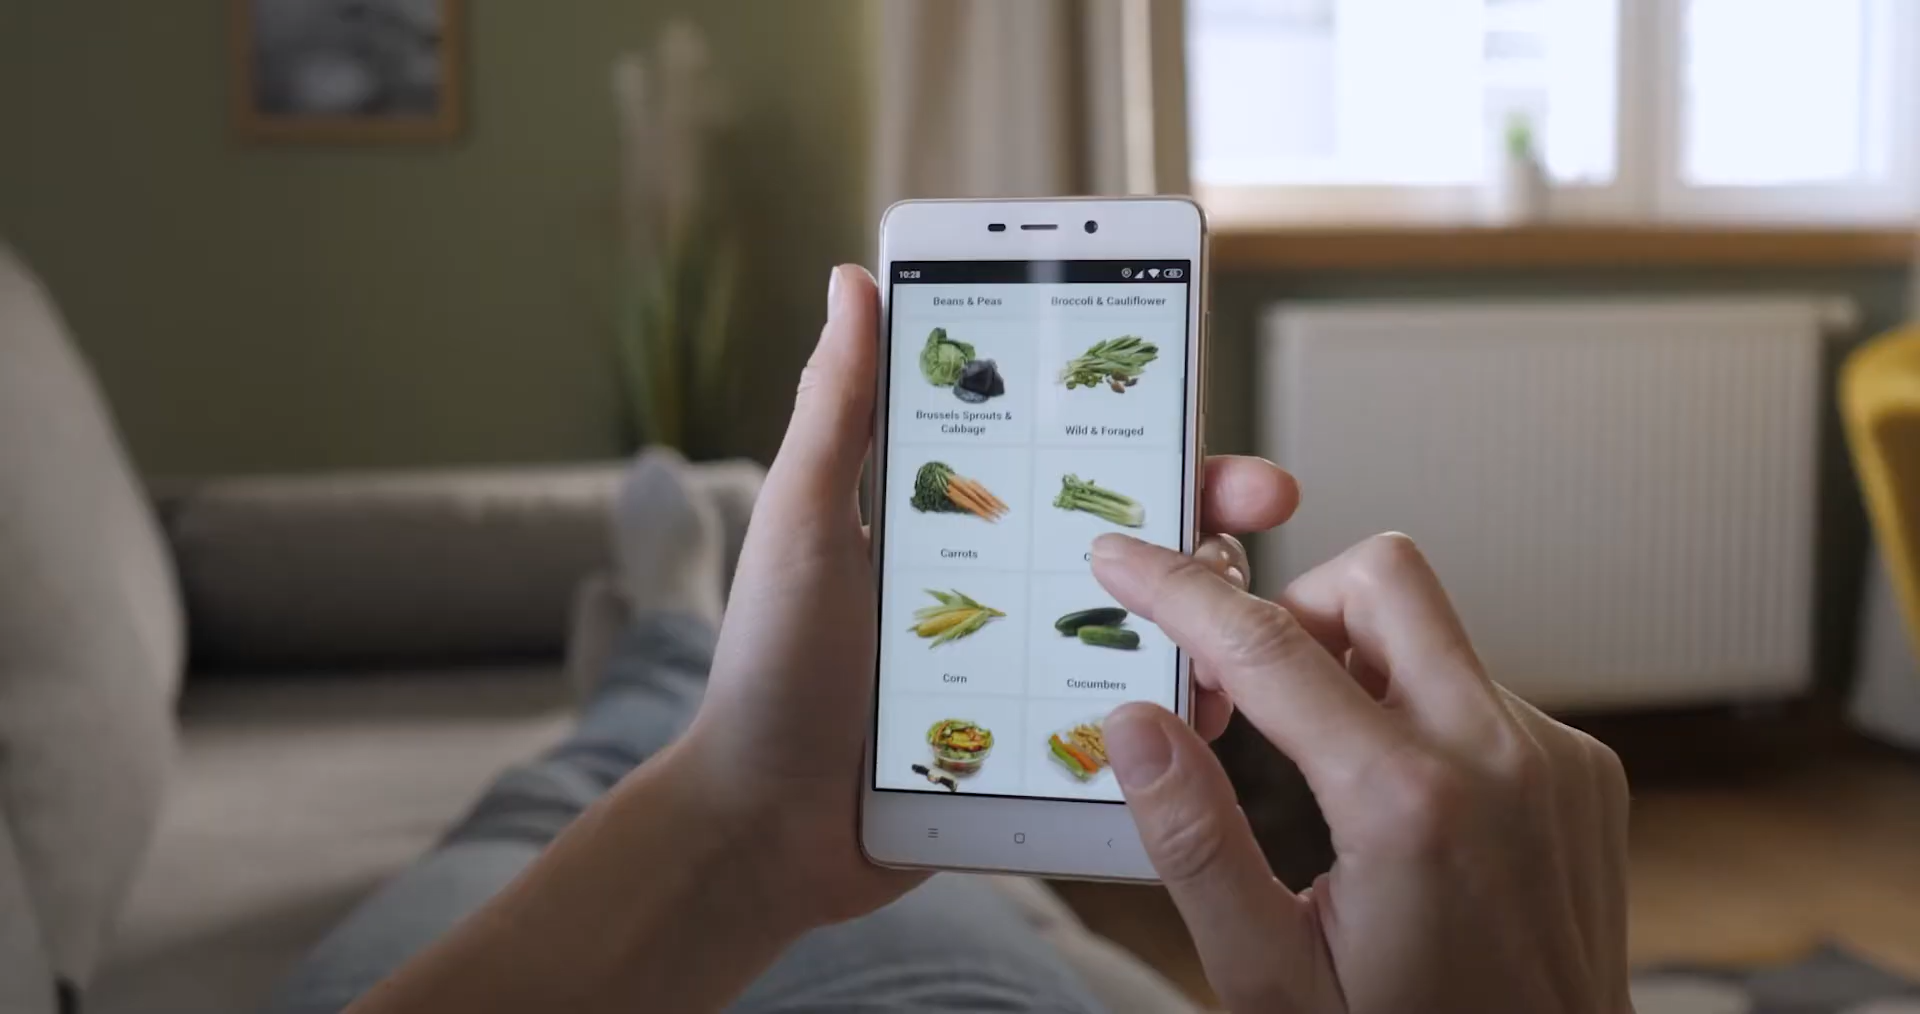 10:28
Beans & Peas
Broccoli & Cauliflower
Brussels Sprouts &
Cabbage
Wild & Foraged
Carrots
Corn
Cucumbers